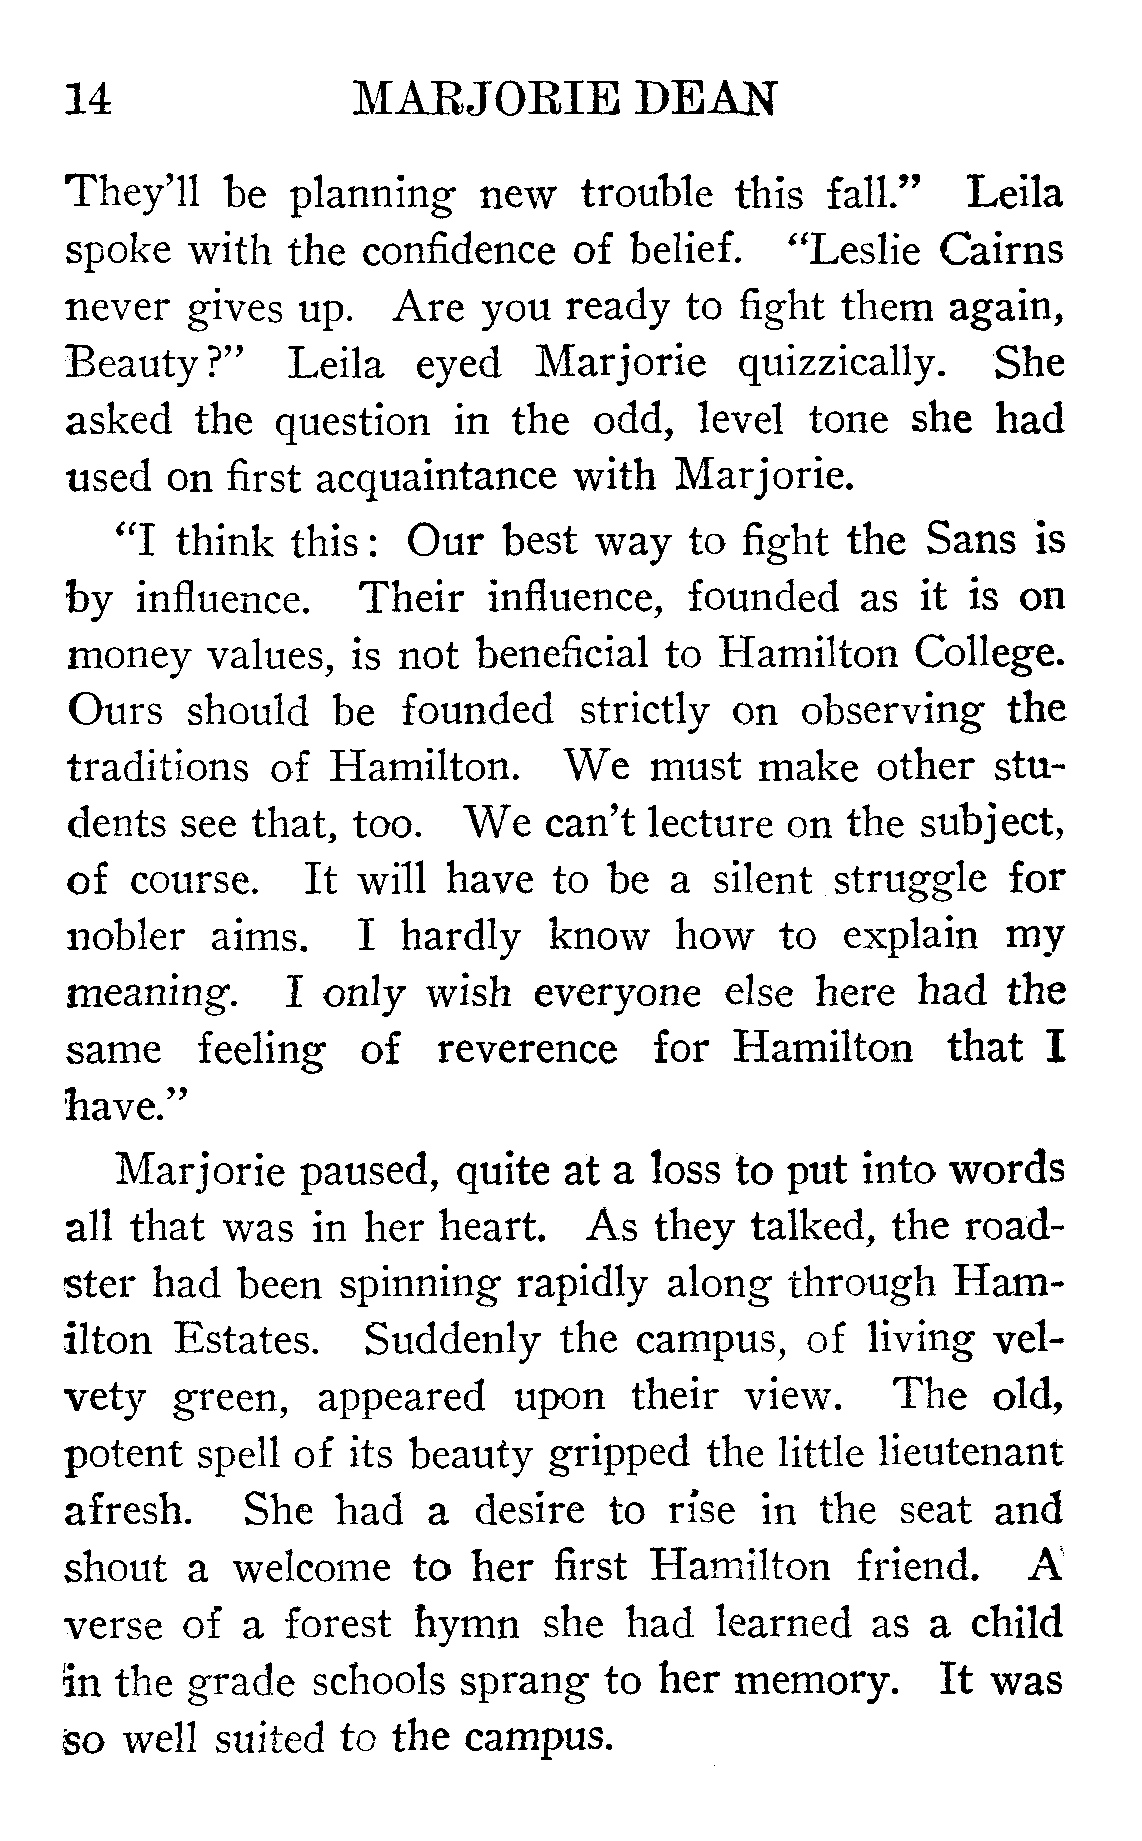 14 MARJORIE DEAN
They'll be planning new trouble this fall." Leila
spoke with the confidence of belief. "Leslie Cairns
never gives up. Are you ready to fight them again,
Beauty?" Leila eyed Marjorie quizzically. She
asked the question in the odd, level tone she had
used on first acquaintance with Marjorie.
"I think this: Our best way to fight the Sans is
by influence. Their influence, founded as it is on
money values, is not beneficial to Hamilton College.
Ours should be founded strictly on observing the
traditions of Hamilton. We must make other stu-
dents see that, too. We can't lecture on the subject,
of course. It will have to be a silent struggle for
nobler aims. I hardly know how to explain my
meaning. I only wish everyone else here had the
same feeling of reverence for Hamilton that I
have."
Marjorie paused, quite at a loss to put into words
all that was in her heart. As they talked, the road-
ster had been spinning rapidly along through Ham-
ilton Estates. Suddenly the campus, of living vel-
vety green, appeared upon their view. The old,
potent spell of its beauty gripped the little lieutenant
afresh. She had a desire to rise in the seat and
shout a welcome to her first Hamilton friend. A
verse of a forest hymn she had learned as a child
in the grade schools sprang to her memory. It was
so well suited to the campus.